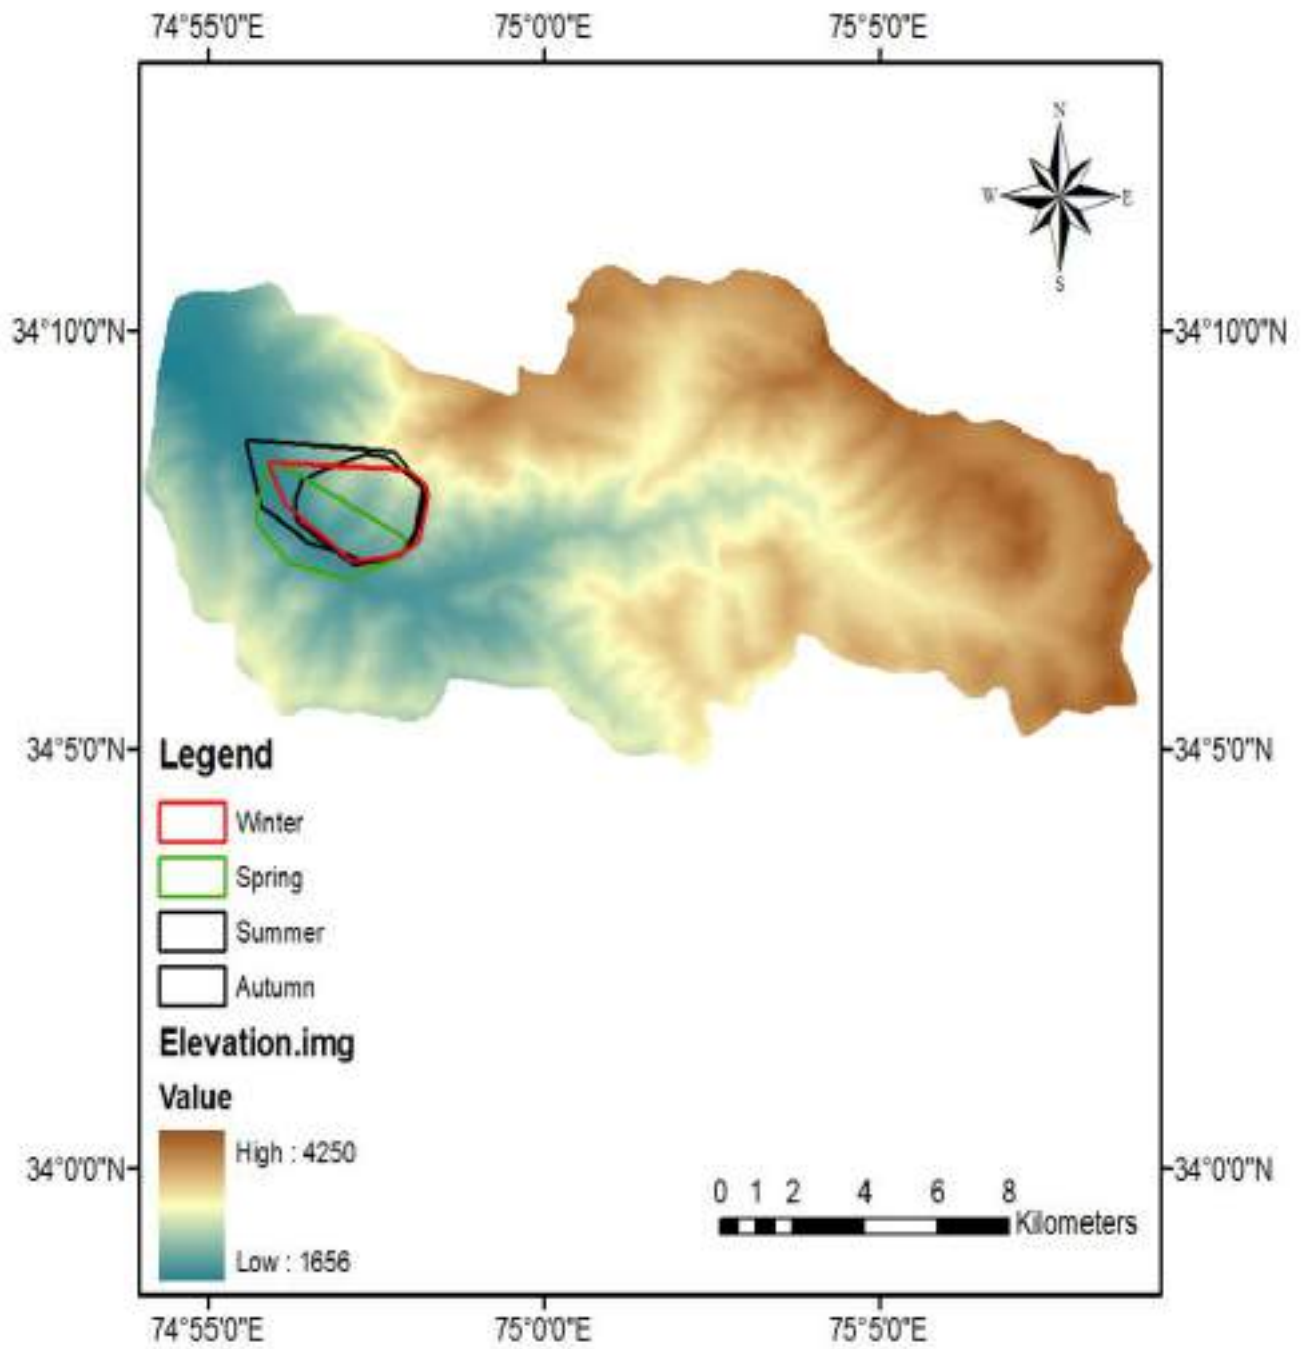 74°55'0"E 75°0'0"E 75°5'0"E
N
W E
S
34°10'0"N 34°10'0"N
34°5'0"N 34°5'0"N
Legend
Winter
Spring
Summer
Autumn
Elevation.img
Value
High : 4250
34°0'0"N 34°0'0"N
0 1 2 4 6 8
Kilometers
Low : 1656
74°55'0"E 75°0'0"E 75°5'0"E